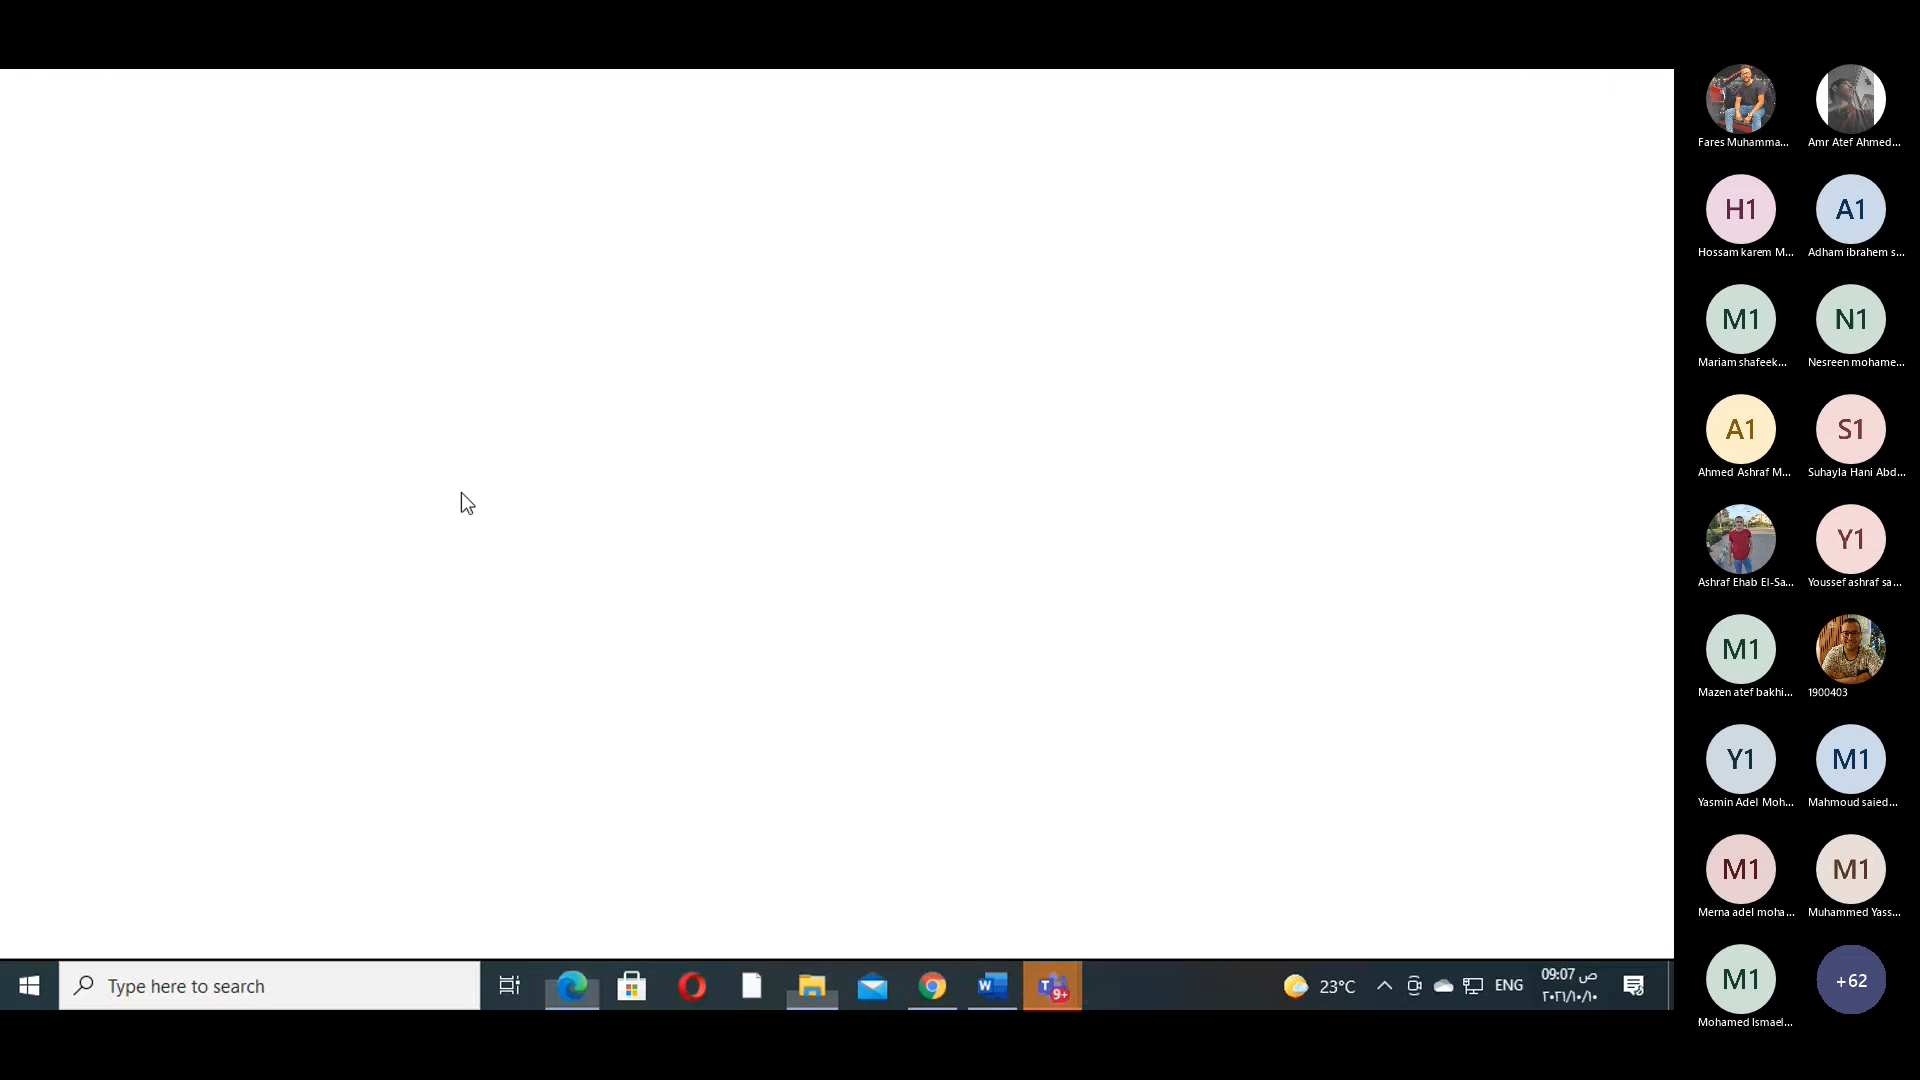 Fares Muhamma...
Amr Atef Ahmed...
H1
A1
Hossam karem M...
Adham ibrahem s...
M1
N1
Mariam shafeek...
Nesreen mohame...
A1
S1
Ahmed Ashraf M...
Suhayla Hani Abd...
Y1
Ashraf Ehab El-Sa...
Youssef ashraf sa...
M1
Mazen atef bakhi...
1900403
Y1
M1
Yasmin Adel Moh...
Mahmoud saied...
M1
M1
Merna adel moha...
Muhammed Yass...
M1
+62
Mohamed Ismael...
Type here to search
W
T
9+
23°C
ENG
09:07 ص
٢٠٢١/١٠/١٠